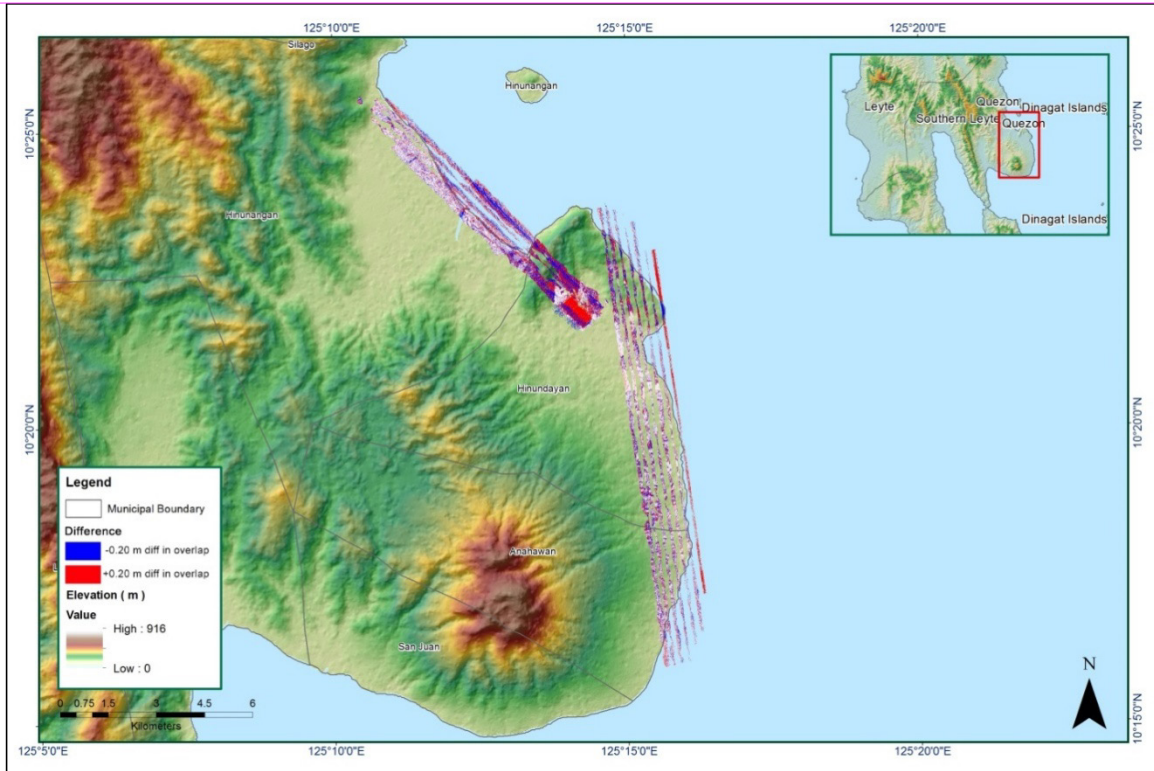 125°10'0"E 125°15'0"E 125°20'0"E
Silago
Hinunangan
Quezon
Dinagat Islands
Leyte
Southern Leyte
Quezon
Dinagat Islands
10°25'0"N
10°25'0"N
Hinunangan
Hinundayan
10°20'0"N
10°20'0"N
Anahawan
San Juan
Legend
Municipal Boundary
Difference
-0.20 m diff in overlap
+0.20 m diff in overlap
Elevation ( m )
Value
High : 916
Low : 0
0 0.75 1.5 3 4.5 6
Kilometers
N
10°15'0"N
10°15'0"N
125°5'0"E 125°10'0"E 125°15'0"E 125°20'0"E